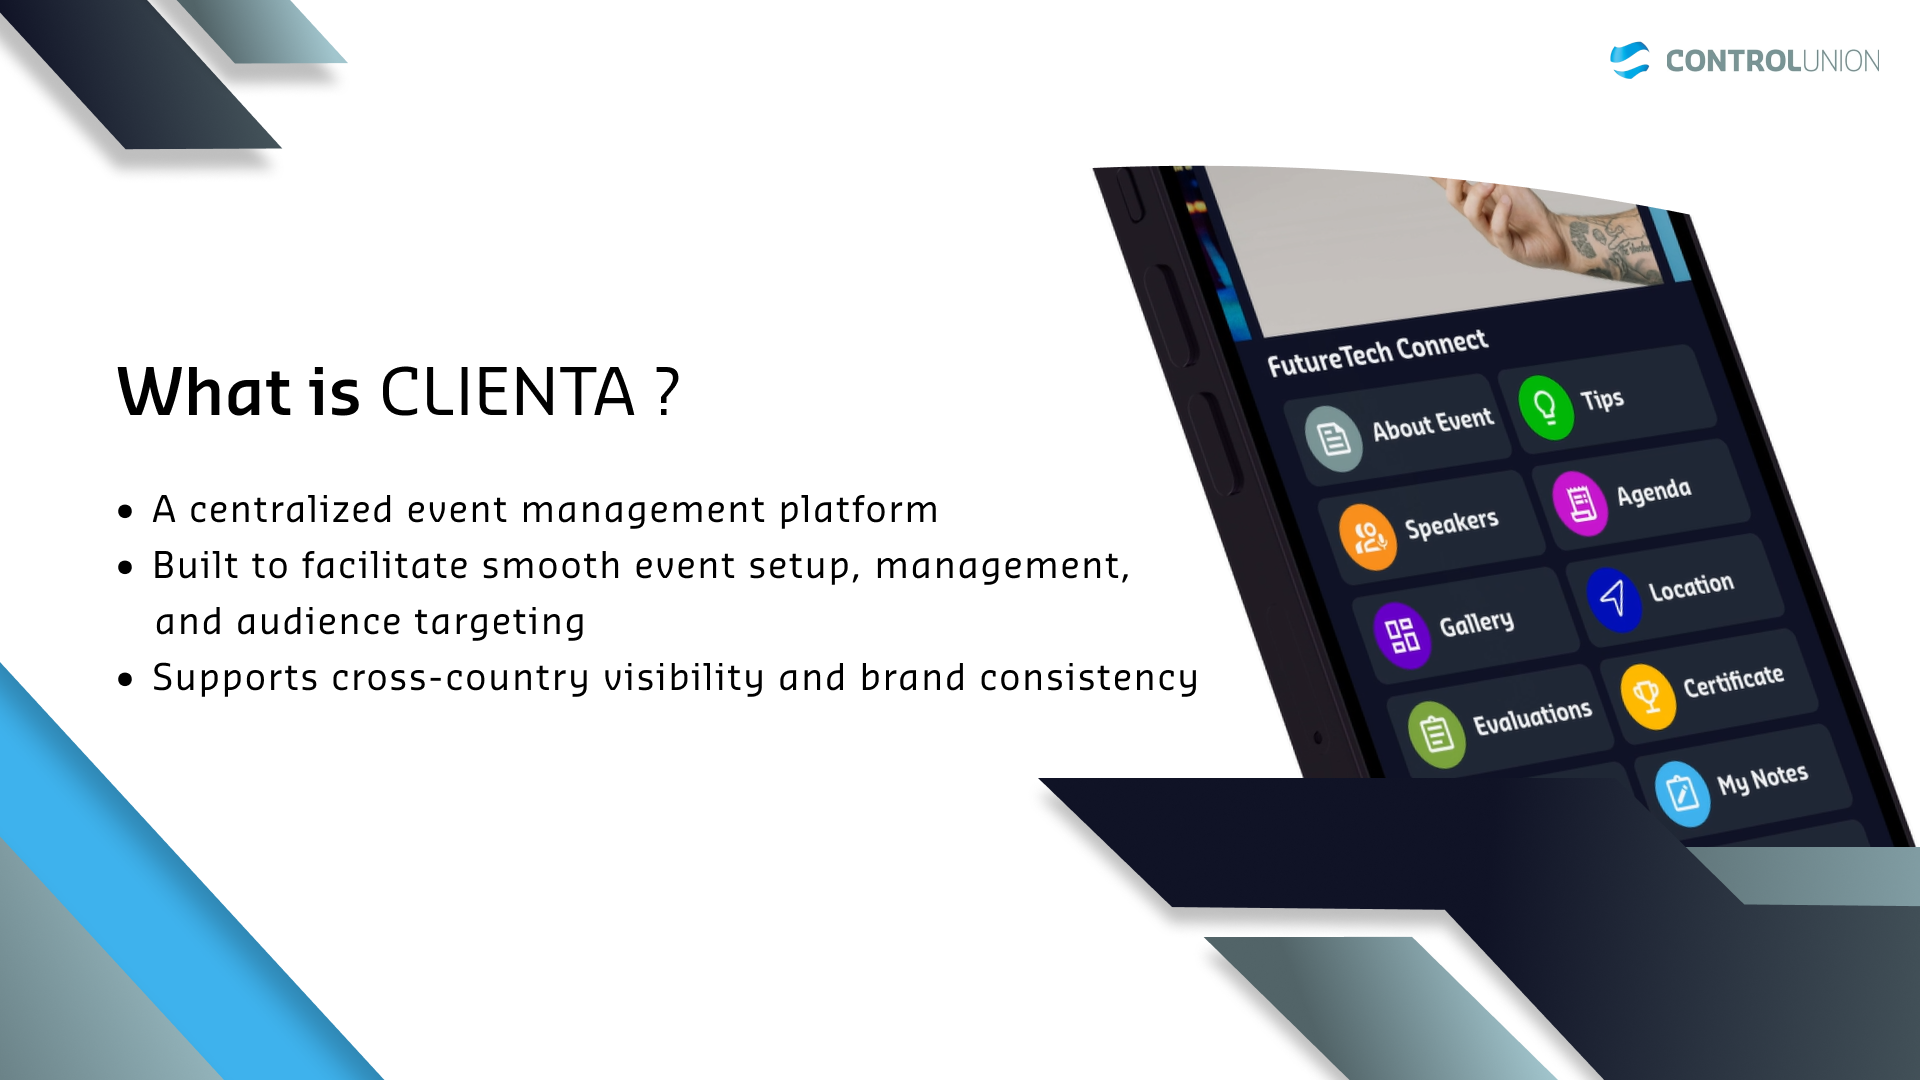 CONTROLUNION
What is CLIENTA ?
• A centralized event management platform
• Built to facilitate smooth event setup, management,
and audience targeting
• Supports cross-country visibility and brand consistency
FutureTech Connect
About Event
Tips
Speakers
Agenda
Gallery
Location
Evaluations
Certificate
My Notes